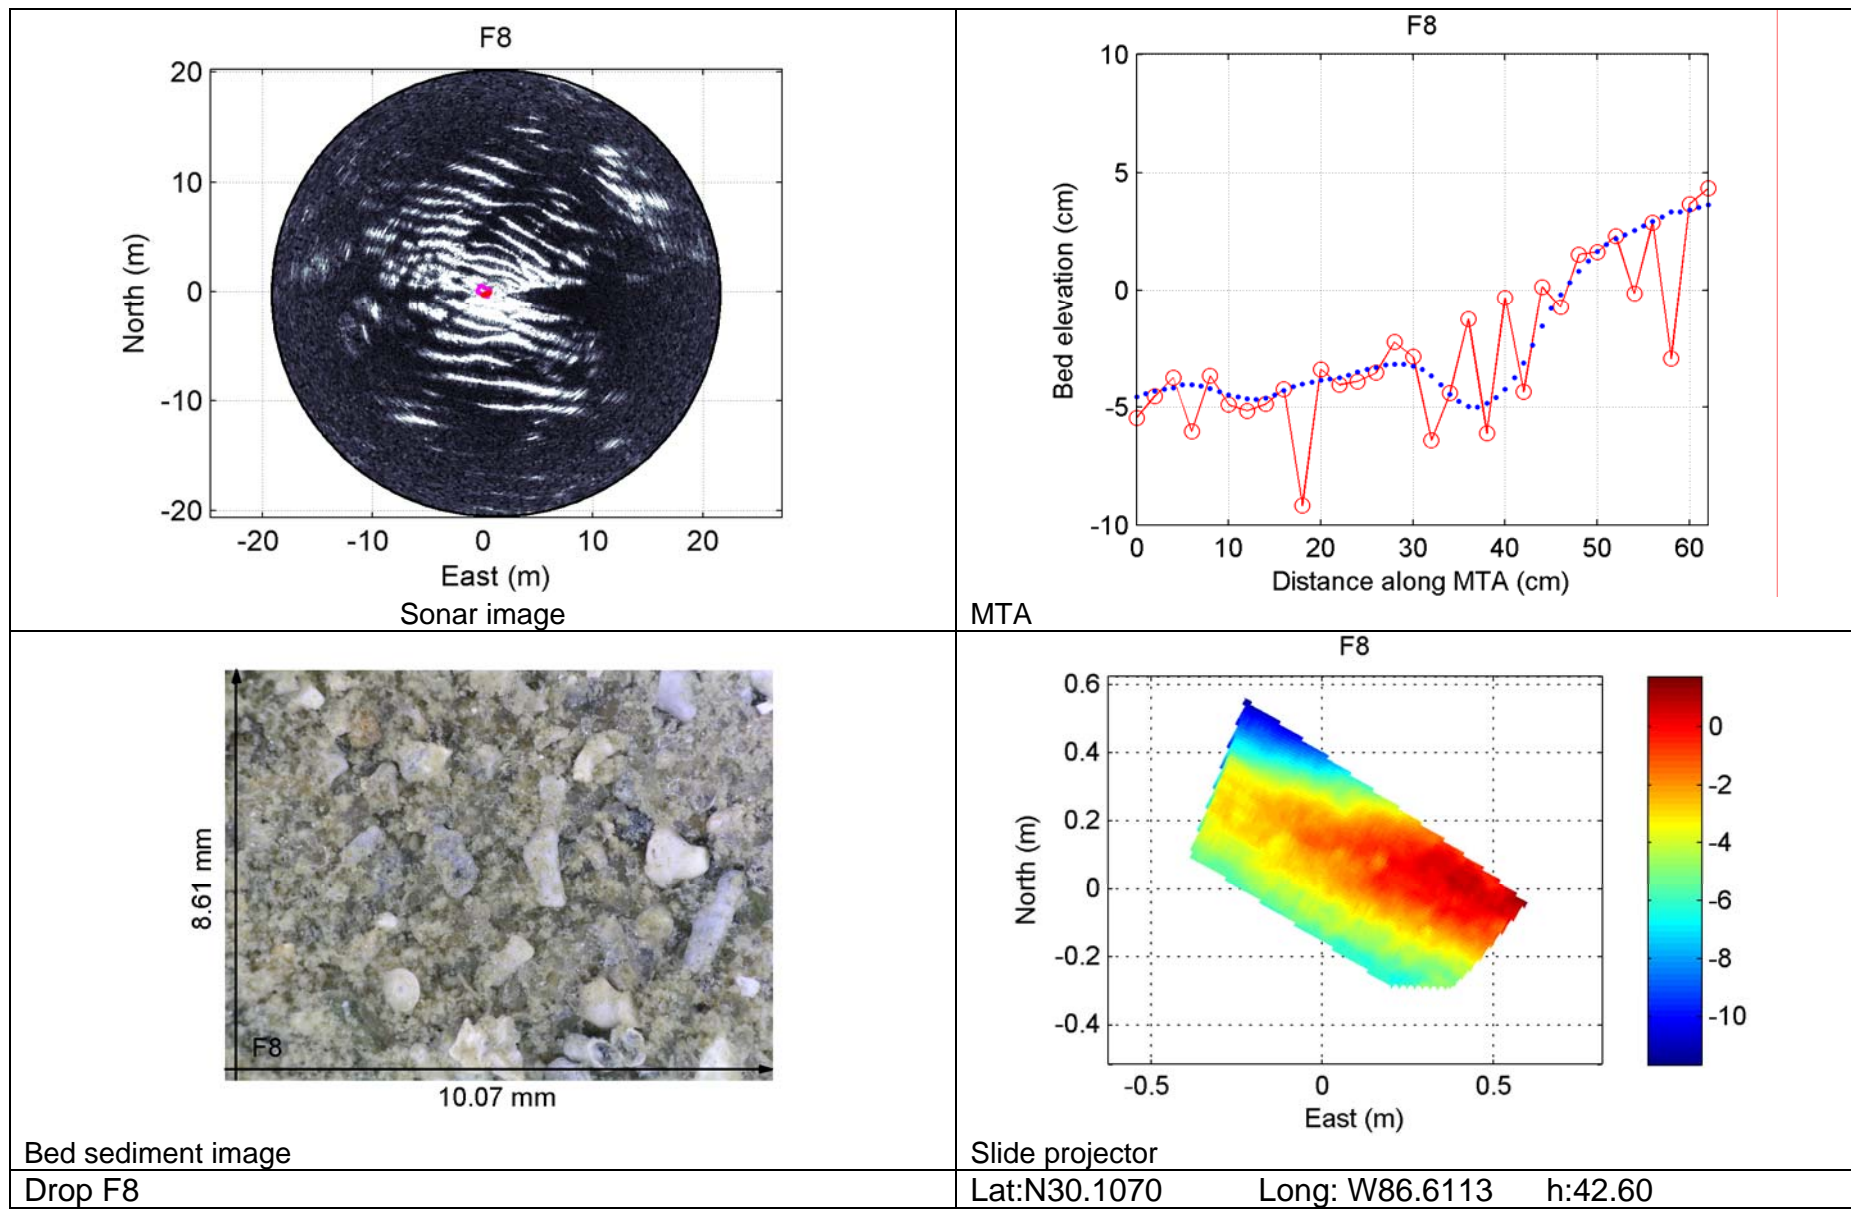 F8
20
10
0
-10
-20
North (m)
-20 -10 0 10 20
East (m)
Sonar image
F8
10
5
0
-5
-10
Bed elevation (cm)
0 10 20 30 40 50 60
Distance along MTA (cm)
MTA
8.61 mm
F8
10.07 mm
Bed sediment image
F8
0.6
0.4
0.2
0
-0.2
-0.4
North (m)
-0.5 0 0.5
East (m)
0
-2
-4
-6
-8
-10
Slide projector
Drop F8
Lat:N30.1070 Long: W86.6113 h:42.60